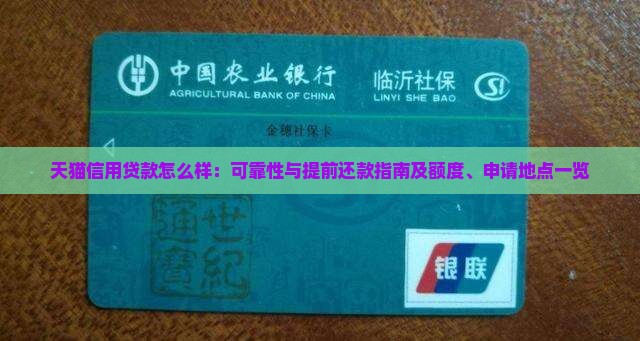 中国农业银行
AGRICULTURAL BANK OF CHINA
临沂社保
LINYI SHE BAO
金穗社保卡
天猫信用贷款怎么样：可靠性与提前还款指南及额度、申请地点一览
世紀
通寶
银联